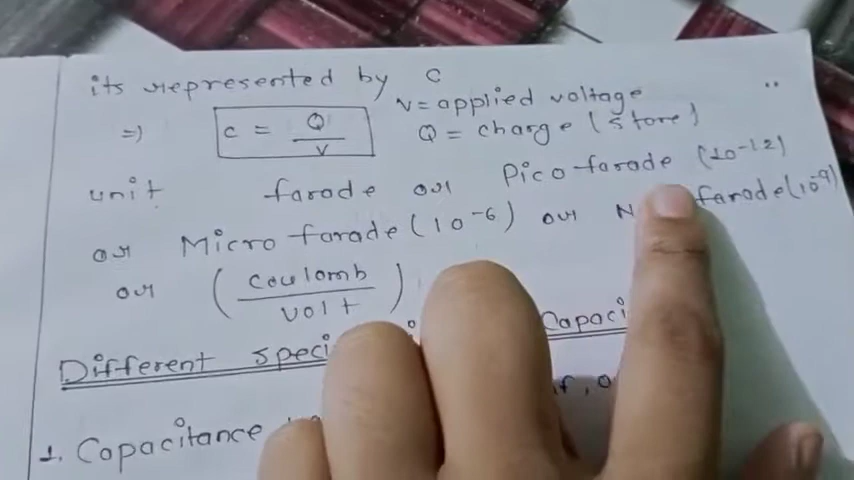 its represented by C
V = applied voltage
=) C = Q/V
Q = charge (store)
unit farade or Pico-farade (10-12)
or Micro farade (10-6) or farade (10-9)
or (coulomb/volt)
Different Capaci
1. Capacitance